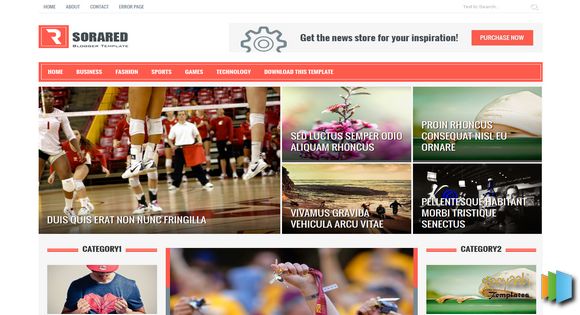 HOME ABOUT CONTACT ERROR PAGE
Text to Search...
R SORARED
BLOGGER TEMPLATE
Get the news store for your inspiration!
PURCHASE NOW
HOME BUSINESS FASHION SPORTS GAMES TECHNOLOGY DOWNLOAD THIS TEMPLATE
DUIS QUIS ERAT NON NUNC FRINGILLA
SED LUCTUS SEMPER ODIO
ALIQUAM RHONCUS
PROIN RHONCUS
CONSEQUAT NISL EU
ORNARE
VIVAMUS GRAVIDA
VEHICULA ARCU VITAE
PELLENTESQUE HABITANT
MORBI TRISTIQUE
SENECTUS
CATEGORY1
CATEGORY2
Templates